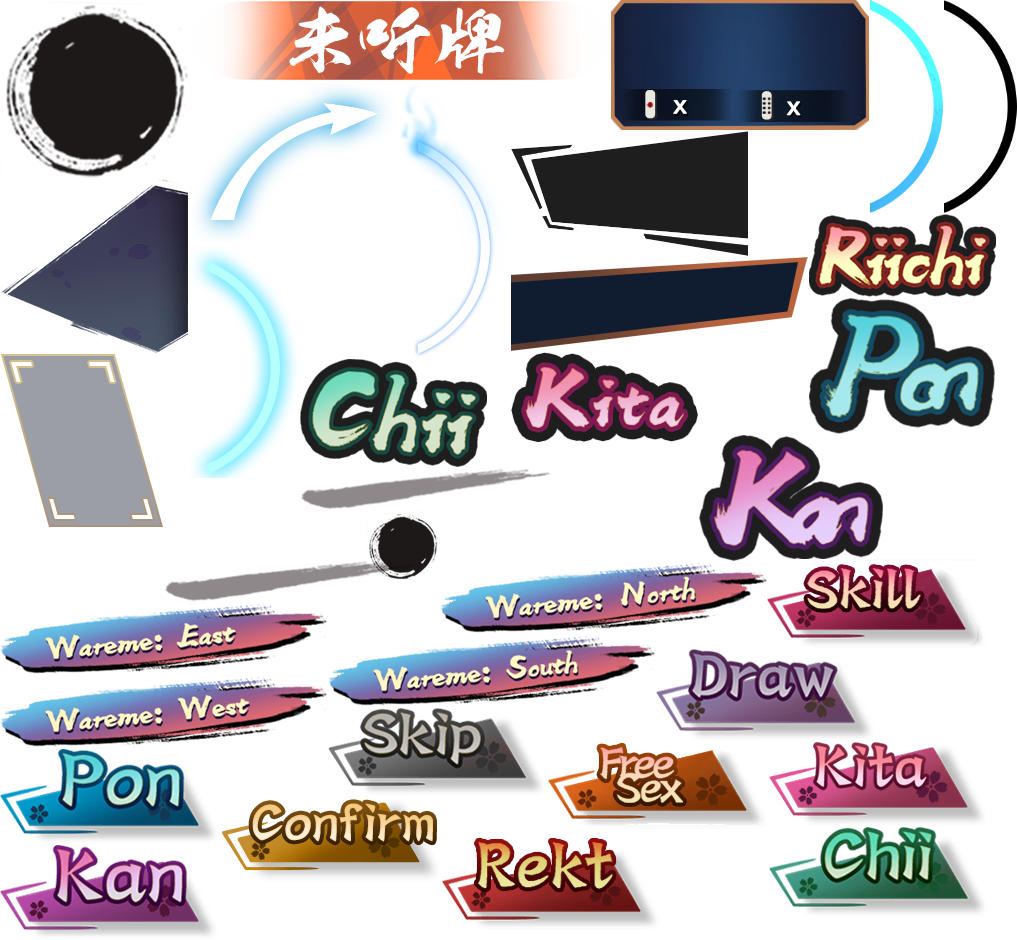 未听牌
x x
Riichi
Pon
Chii
Kita
Kan
Wareme: North
Skill
Wareme: East
Wareme: South
Draw
Wareme: West
Skip
Pon
Free
Sex
Kita
Confirm
Kan
Rekt
Chii